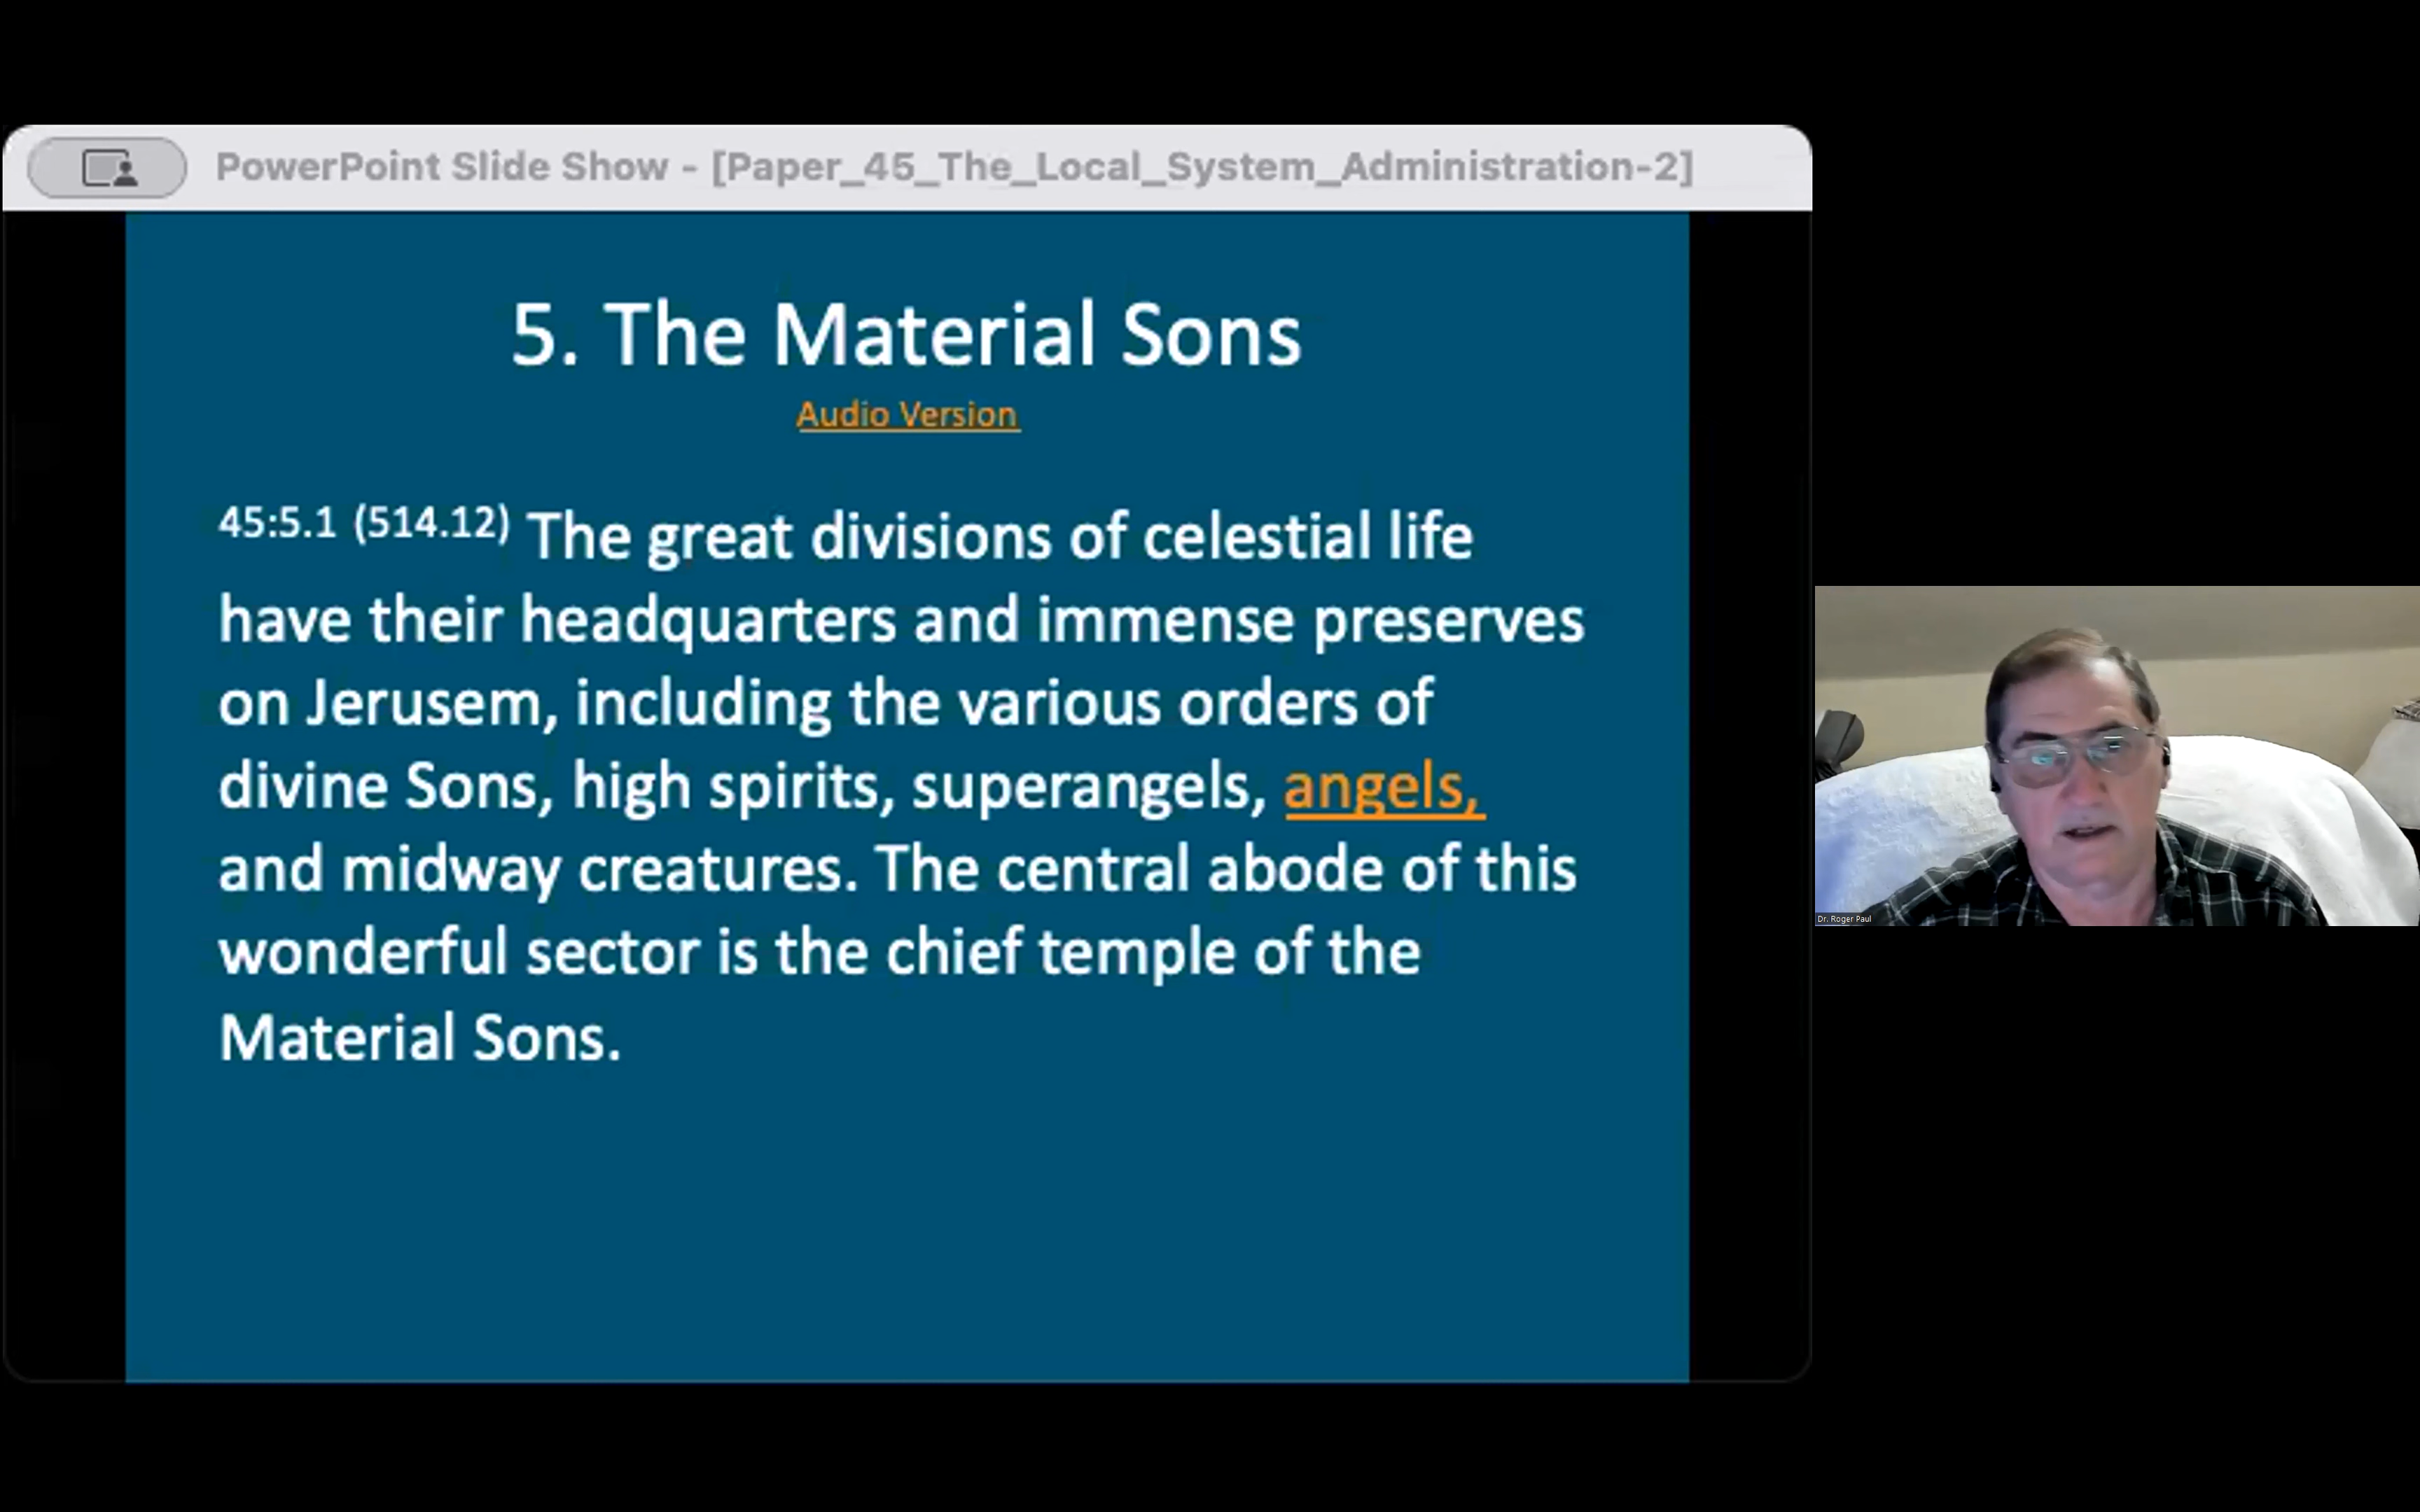 PowerPoint Slide Show - [Paper_45_The_Local_System_Administration-2]
5. The Material Sons
Audio Version
45:5.1 (514.12) The great divisions of celestial life
have their headquarters and immense preserves
on Jerusem, including the various orders of
divine Sons, high spirits, superangels, angels,
and midway creatures. The central abode of this
wonderful sector is the chief temple of the
Material Sons.
Dr. Roger Paul